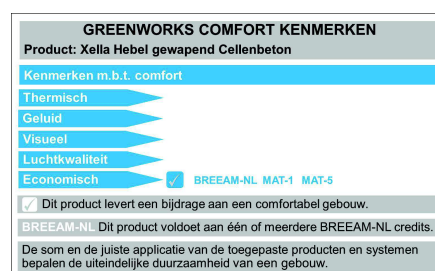 GREENWORKS COMFORT KENMERKEN
Product: Xella Hebel gewapend Cellenbeton
Kenmerken m.b.t. comfort
Thermisch
Geluid
Visueel
Luchtkwaliteit
Economisch BREEAM-NL MAT-1 MAT-5
Dit product levert een bijdrage aan een comfortabel gebouw.
BREEAM-NL Dit product voldoet aan één of meerdere BREEAM-NL credits.
De som en de juiste applicatie van de toegepaste producten en systemen
bepalen de uiteindelijke duurzaamheid van een gebouw.